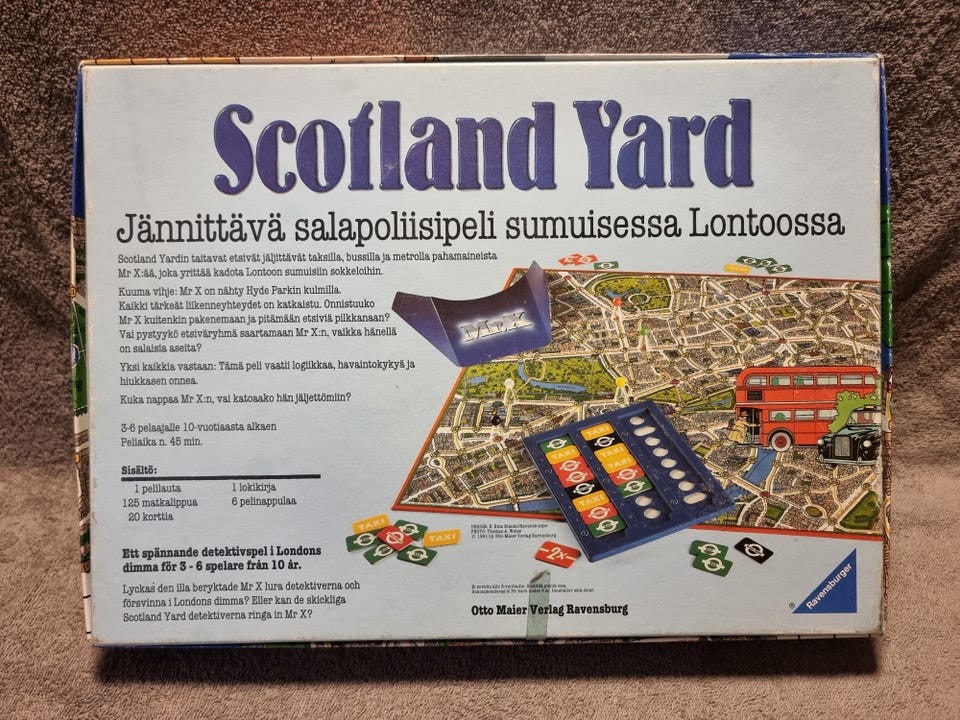 Scotland Yard
Jännittävä salapoliisipeli sumuisessa Lontoossa
Scotland Yardin taitavat etsivät jäljittävät taksilla, bussilla ja metrolla pahamaineista
Mr X:ää, joka yrittää kadota Lontoon sumuisiin sokkeloihin.
Kuuma vihje: Mr X on nähty Hyde Parkin kulmilla.
Kaikki tärkeät liikenneyhteydet on katkaistu. Onnistuuko
Mr X kuitenkin pakenemaan ja pitämään etsiviä pilkkanaan?
Vai pystyykö etsiväryhmä saartamaan Mr X:n, vaikka hänellä
on salaisia aseita?
Yksi kaikkia vastaan: Tämä peli vaatii logiikkaa, havaintokykyä ja
hiukkasen onnea.
Kuka nappaa Mr X:n, vai katoaako hän jäljettömiin?
3-6 pelaajalle 10-vuotiaasta alkaen
Peliaika n. 45 min.
Sisältö:
1 pelilauta 1 lokikirja
125 matkalippua 6 pelinappulaa
20 korttia
Ett spännande detektivspel i Londons
dimma för 3 - 6 spelare från 10 år.
Lyckas den illa beryktade Mr X lura detektiverna och
försvinna i Londons dimma? Eller kan de skickliga
Scotland Yard detektiverna ringa in Mr X?
Mr X
TAXI
TAXI
TAXI
TAXI
TAXI
TAXI
TAXI
-2x-
Otto Maier Verlag Ravensburg
® Ravensburger